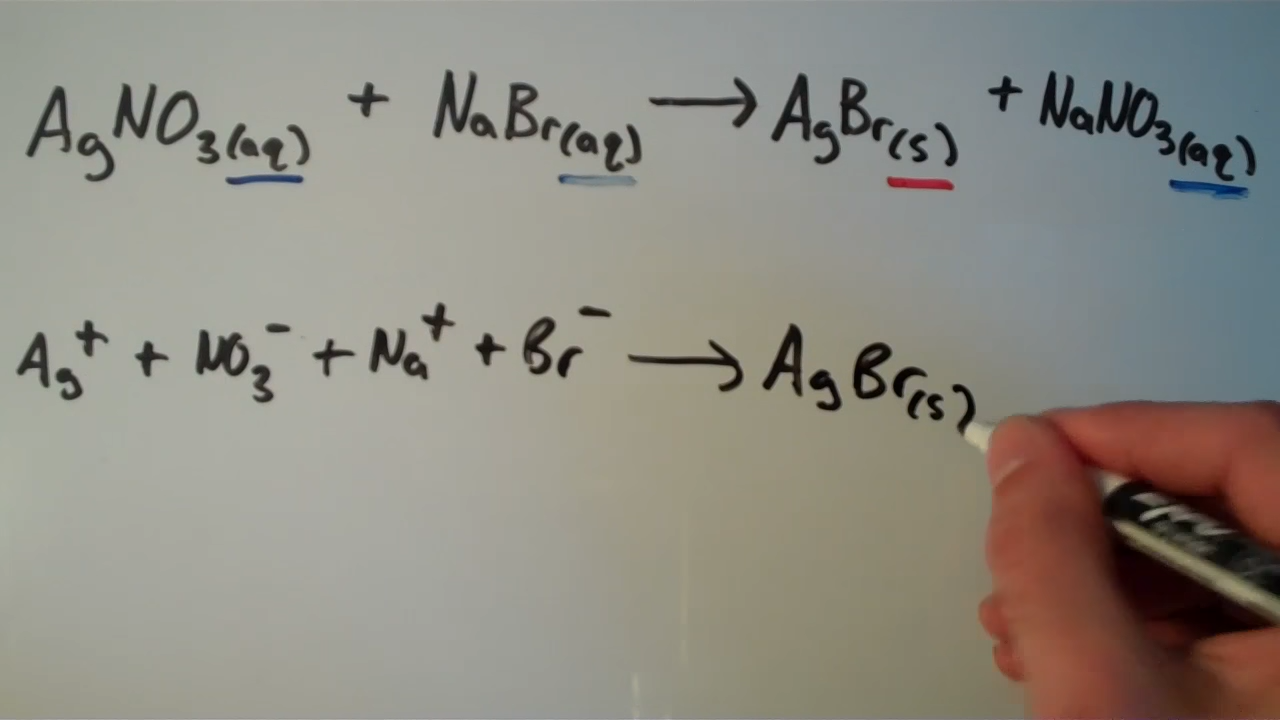 AgNO₃(aq) + NaBr(aq) → AgBr(s) + NaNO₃(aq)
Ag⁺ + NO₃⁻ + Na⁺ + Br⁻ → AgBr(s)